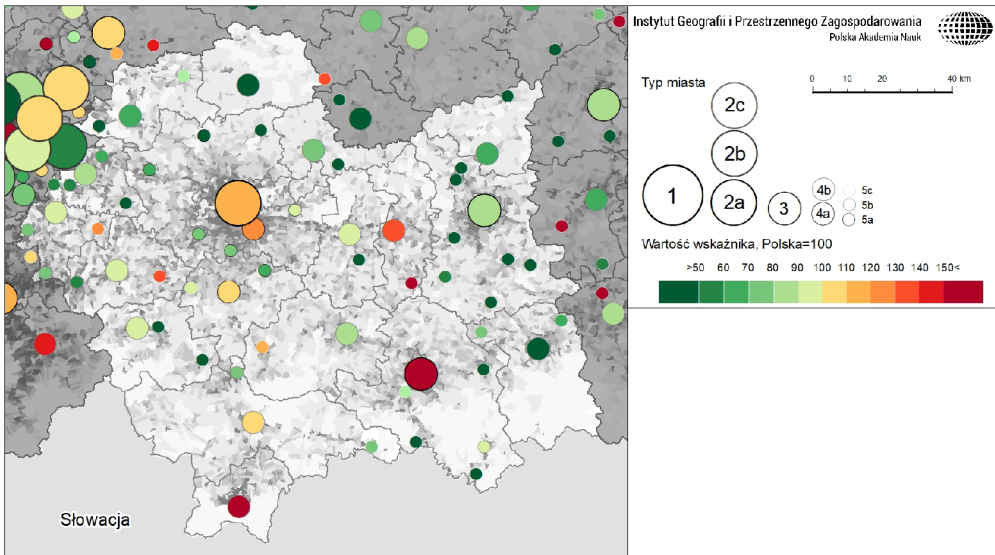 Instytut Geografii i Przestrzennego Zagospodarowania
Polska Akademia Nauk
Typ miasta
0 10 20 40 km
2c
2b
1
2a
3
4b
4a
5c
5b
5a
Wartość wskaźnika, Polska=100
>50 60 70 80 90 100 110 120 130 140 150<
Słowacja